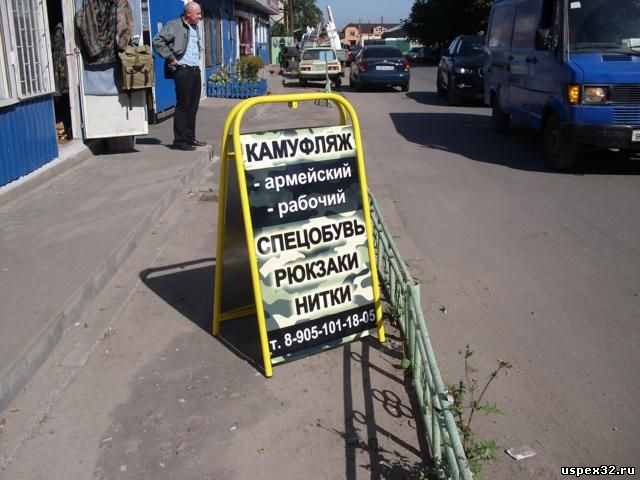 КАМУФЛЯЖ
- армейский
- рабочий
СПЕЦОБУВЬ
РЮКЗАКИ
НИТКИ
т. 8-905-101-18-05
uspex32.ru